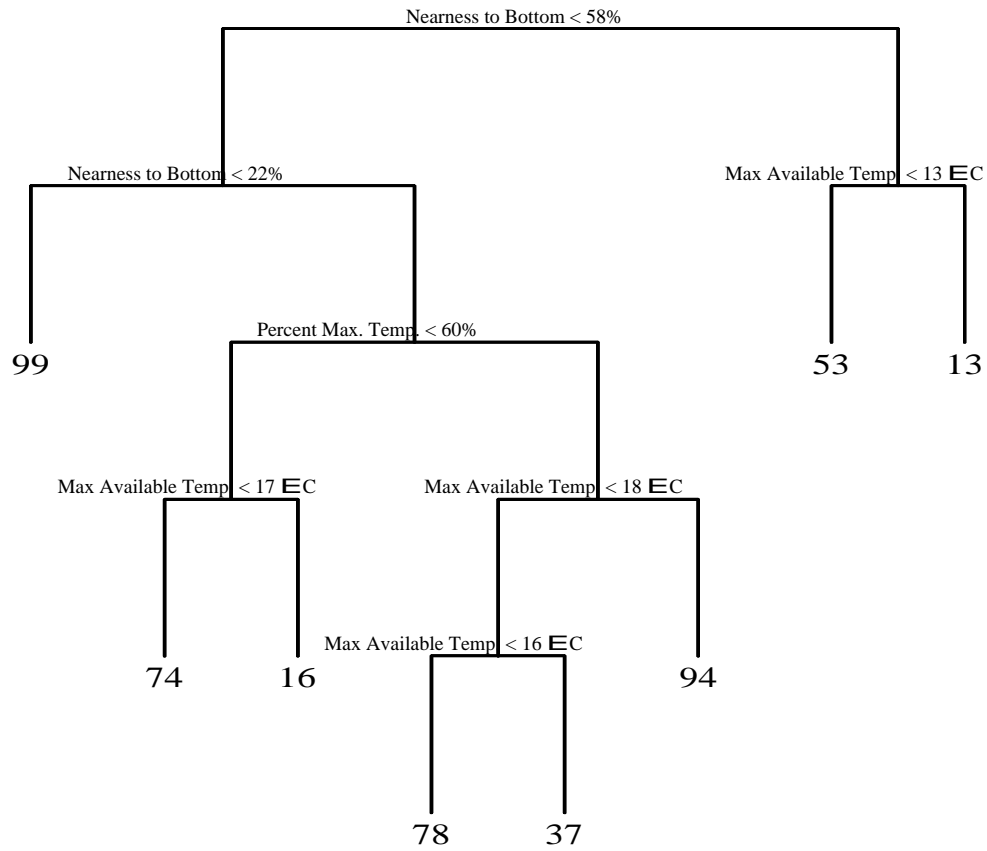 Nearness to Bottom < 58%
Nearness to Bottom < 22%
Max Available Temp. < 13 EC
Percent Max. Temp. < 60%
99
53
13
Max Available Temp. < 17 EC
Max Available Temp. < 18 EC
Max Available Temp. < 16 EC
74
16
94
78
37